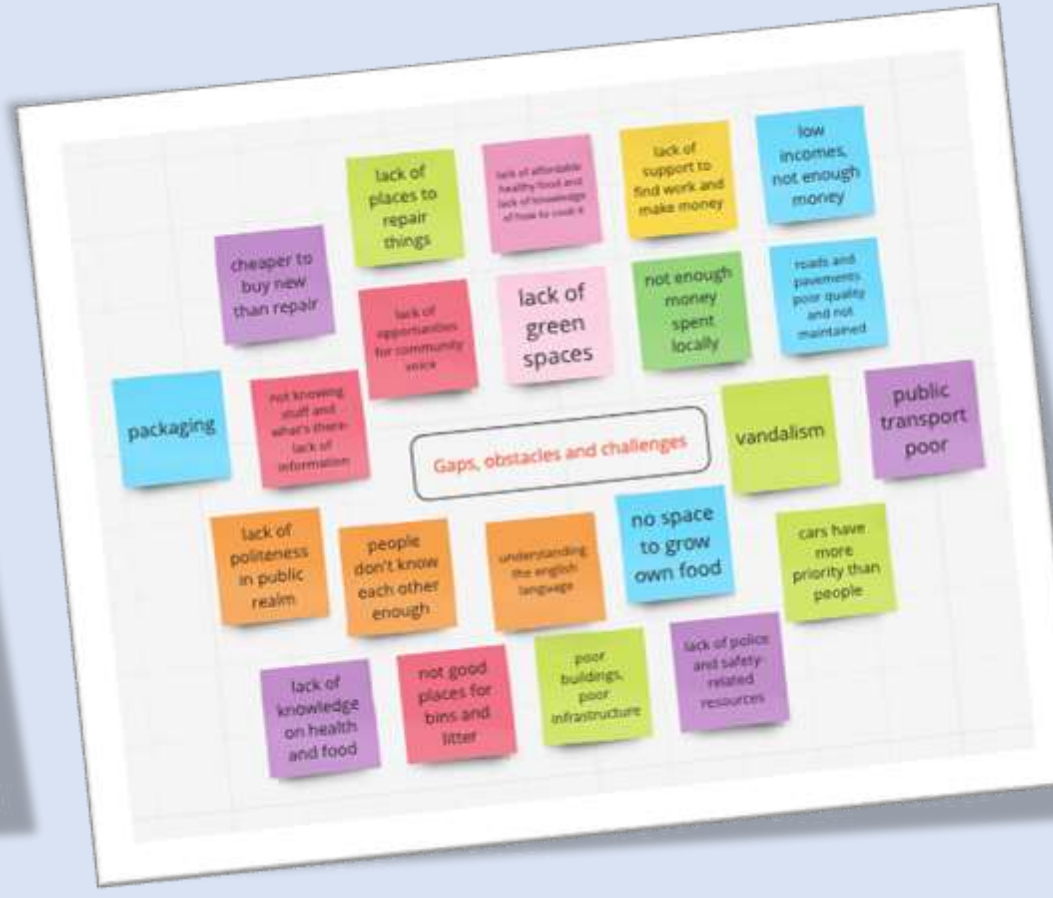 lack of
places to
repair
things
lack of affordable
healthy food and
lack of knowledge
of how to cook it
lack of
support to
find work and
make money
low
incomes,
not enough
money
cheaper to
buy new
than repair
lack of
opportunities
for community
voice
lack of
green
spaces
not enough
money
spent
locally
roads and
pavements
poor quality
and not
maintained
packaging
not knowing
stuff and
what's there-
lack of
information
Gaps, obstacles and challenges
vandalism
public
transport
poor
lack of
politeness
in public
realm
people
don't know
each other
enough
understanding
the english
language
no space
to grow
own food
cars have
more
priority than
people
lack of
knowledge
on health
and food
not good
places for
bins and
litter
poor
buildings,
poor
infrastructure
lack of police
and safety-
related
resources